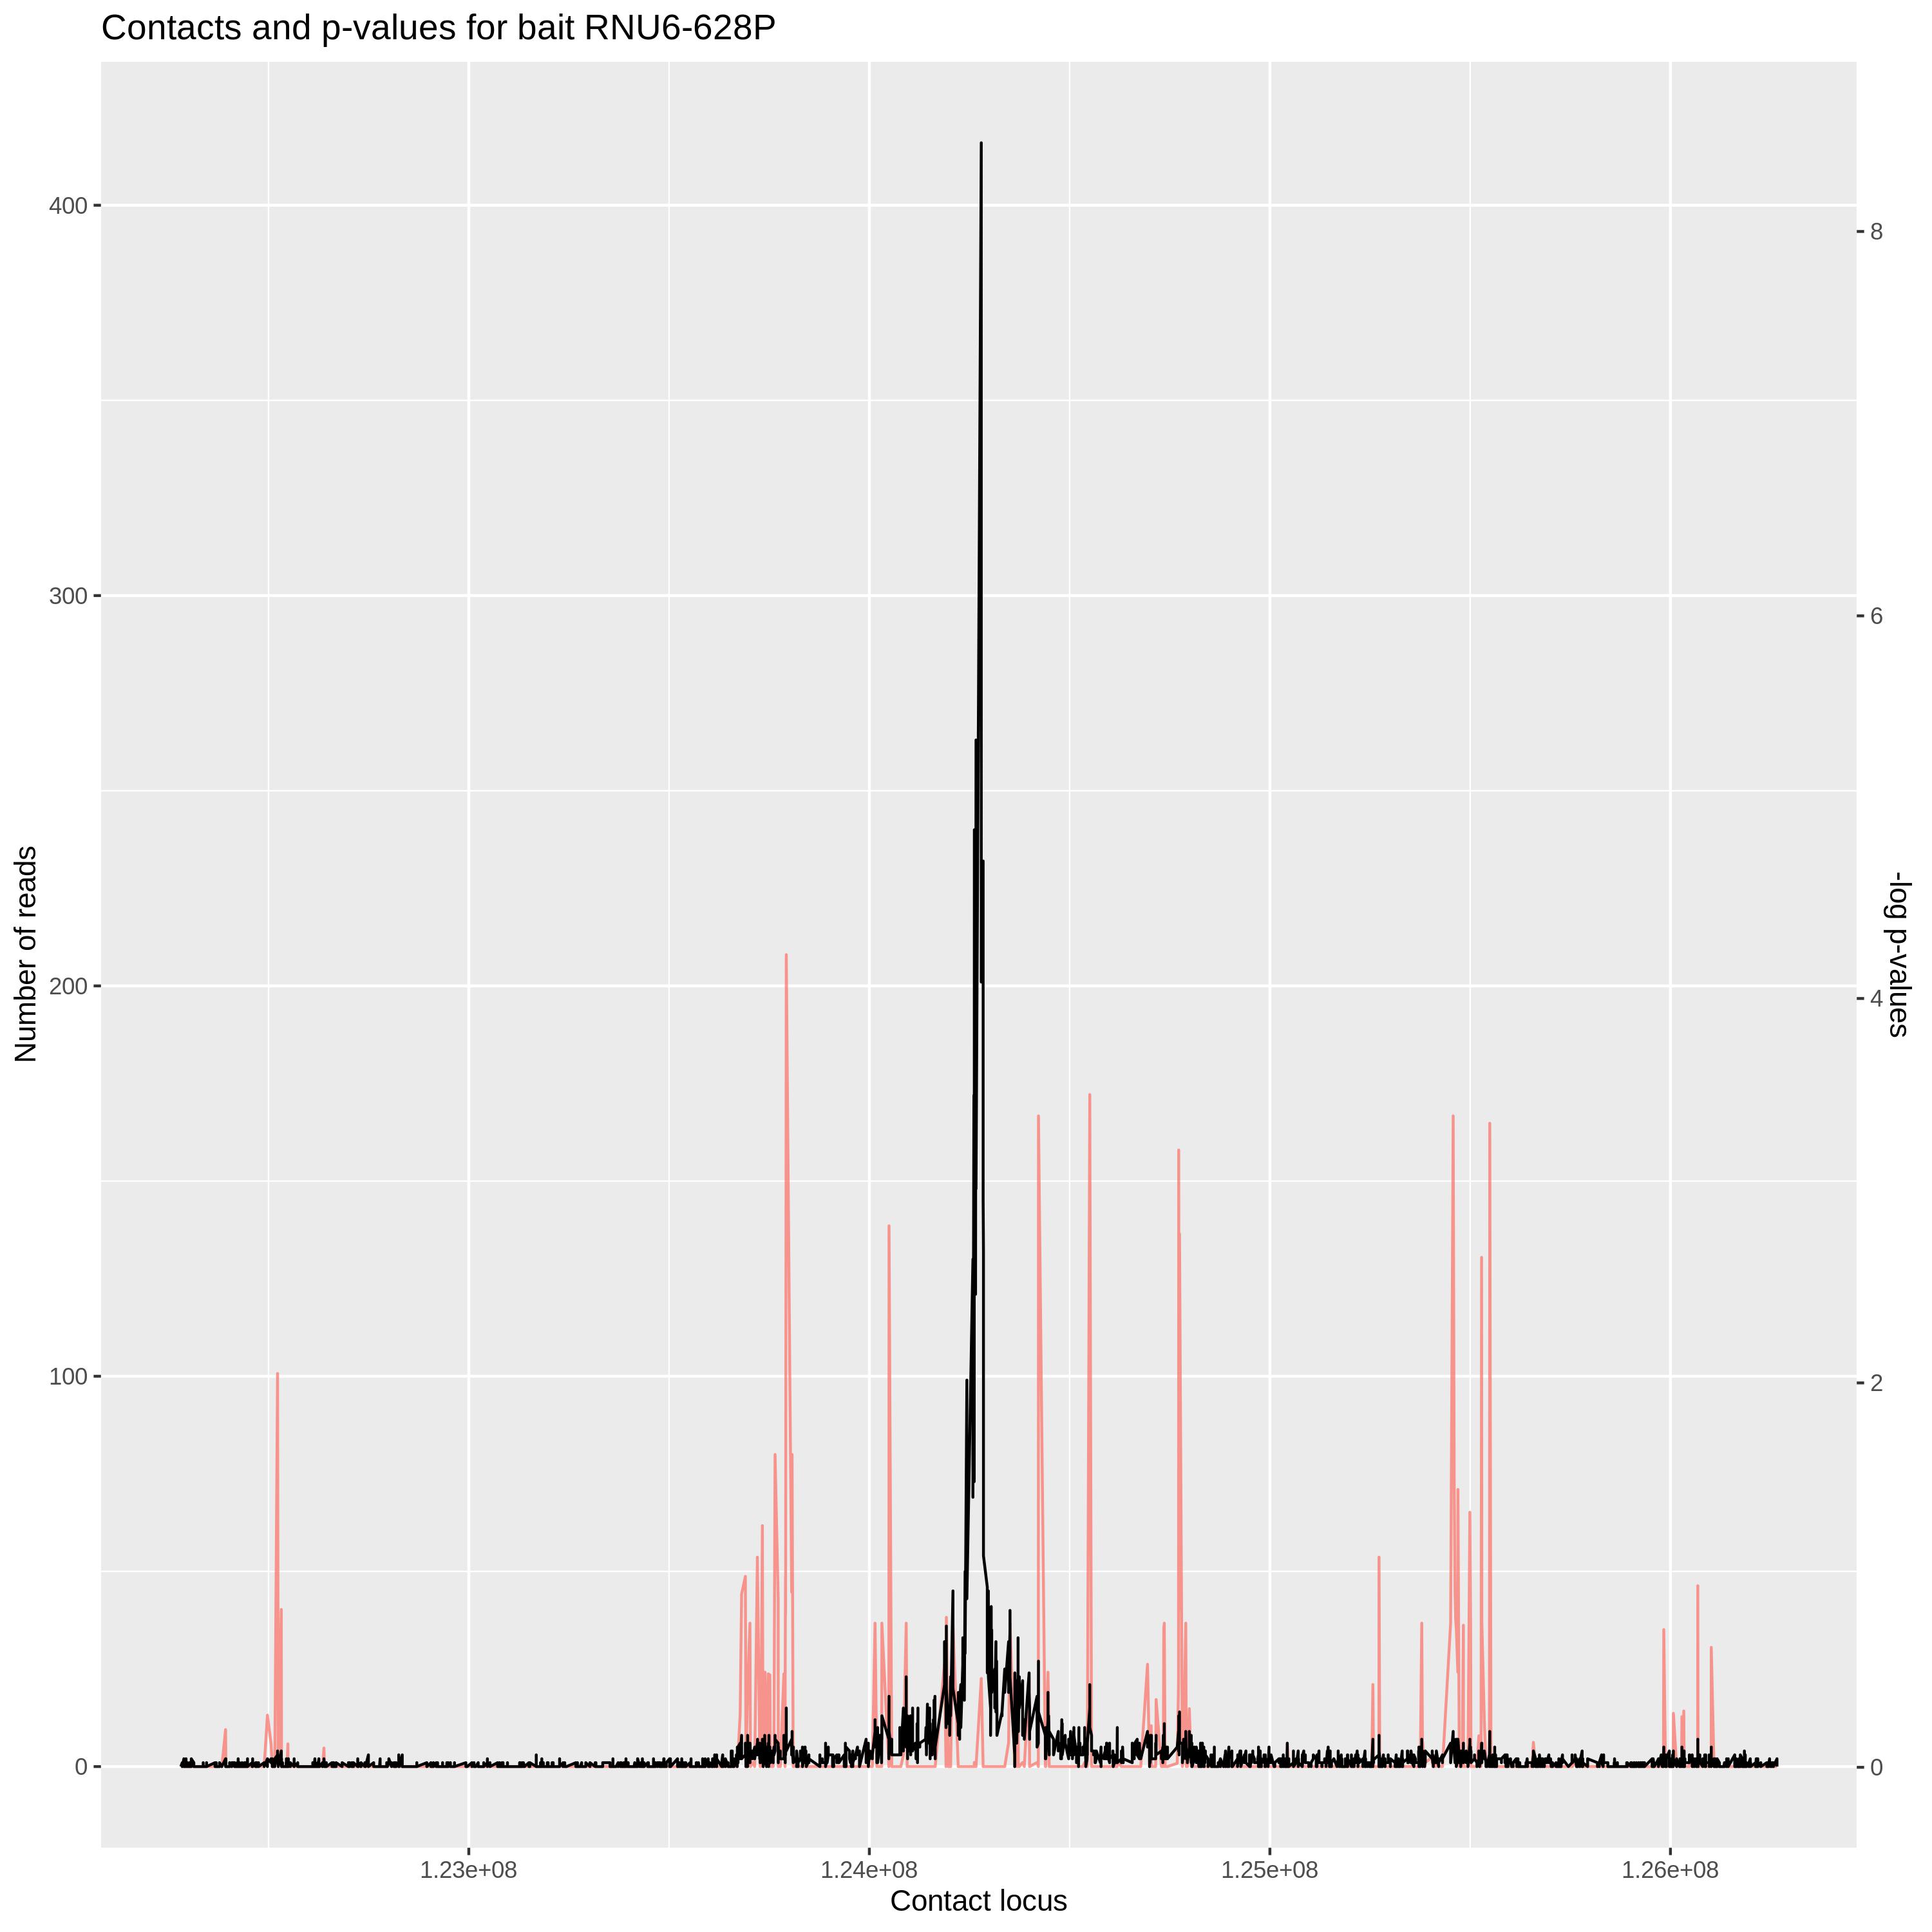 Contacts and p-values for bait RNU6-628P
400
300
200
100
0
8
6
4
2
0
Number of reads
-log p-values
1.23e+08
1.24e+08
1.25e+08
1.26e+08
Contact locus